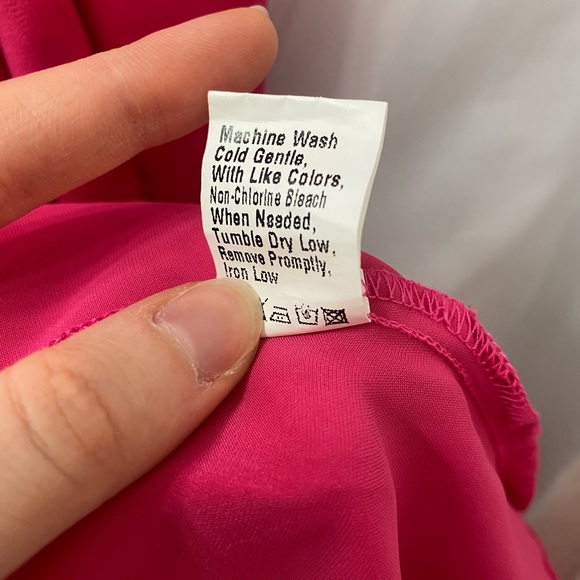 Machine Wash
Cold Gentle,
With Like Colors,
Non-Chlorine Bleach
When Needed,
Tumble Dry Low,
Remove Promptly,
Iron Low